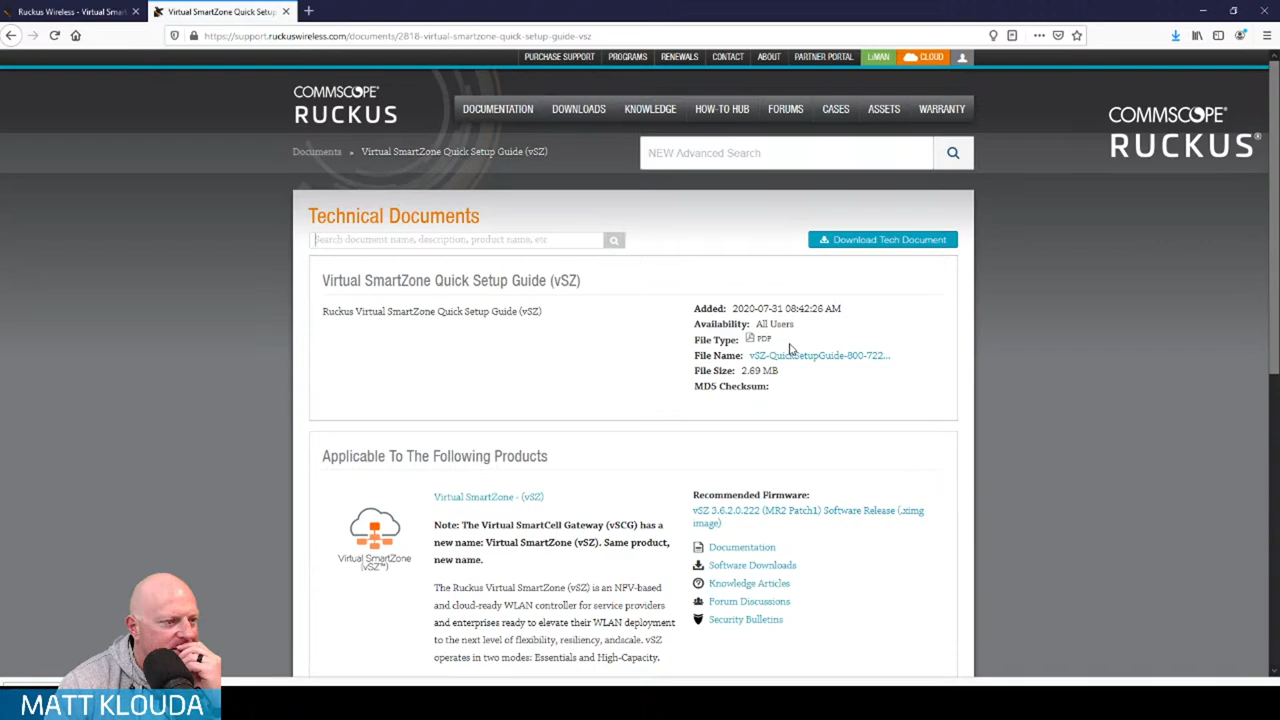 Ruckus Wireless - Virtual Smart
Virtual SmartZone Quick Setup
https://support.ruckuswireless.com/documents/2818-virtual-smartzone-quick-setup-guide-vsz
PURCHASE SUPPORT PROGRAMS RENEWALS CONTACT ABOUT PARTNER PORTAL LiMAN CLOUD
COMMSCOPE
RUCKUS
DOCUMENTATION DOWNLOADS KNOWLEDGE HOW-TO HUB FORUMS CASES ASSETS WARRANTY
COMMSCOPE
RUCKUS®
Documents » Virtual SmartZone Quick Setup Guide (vSZ)
NEW Advanced Search
Technical Documents
Search document name, description, product name, etc
Download Tech Document
Virtual SmartZone Quick Setup Guide (vSZ)
Ruckus Virtual SmartZone Quick Setup Guide (vSZ)
Added: 2020-07-31 08:42:26 AM
Availability: All Users
File Type: PDF
File Name: vSZ-QuickSetupGuide-800-722...
File Size: 2.69 MB
MD5 Checksum:
Applicable To The Following Products
Virtual SmartZone (vSZ™)
Virtual SmartZone - (vSZ)
Note: The Virtual SmartCell Gateway (vSCG) has a
new name: Virtual SmartZone (vSZ). Same product,
new name.
The Ruckus Virtual SmartZone (vSZ) is an NFV-based
and cloud-ready WLAN controller for service providers
and enterprises ready to elevate their WLAN deployment
to the next level of flexibility, resiliency, andscale. vSZ
operates in two modes: Essentials and High-Capacity.
Recommended Firmware:
vSZ 3.6.2.0.222 (MR2 Patch1) Software Release (.ximg
image)
Documentation
Software Downloads
Knowledge Articles
Forum Discussions
Security Bulletins
MATT KLOUDA